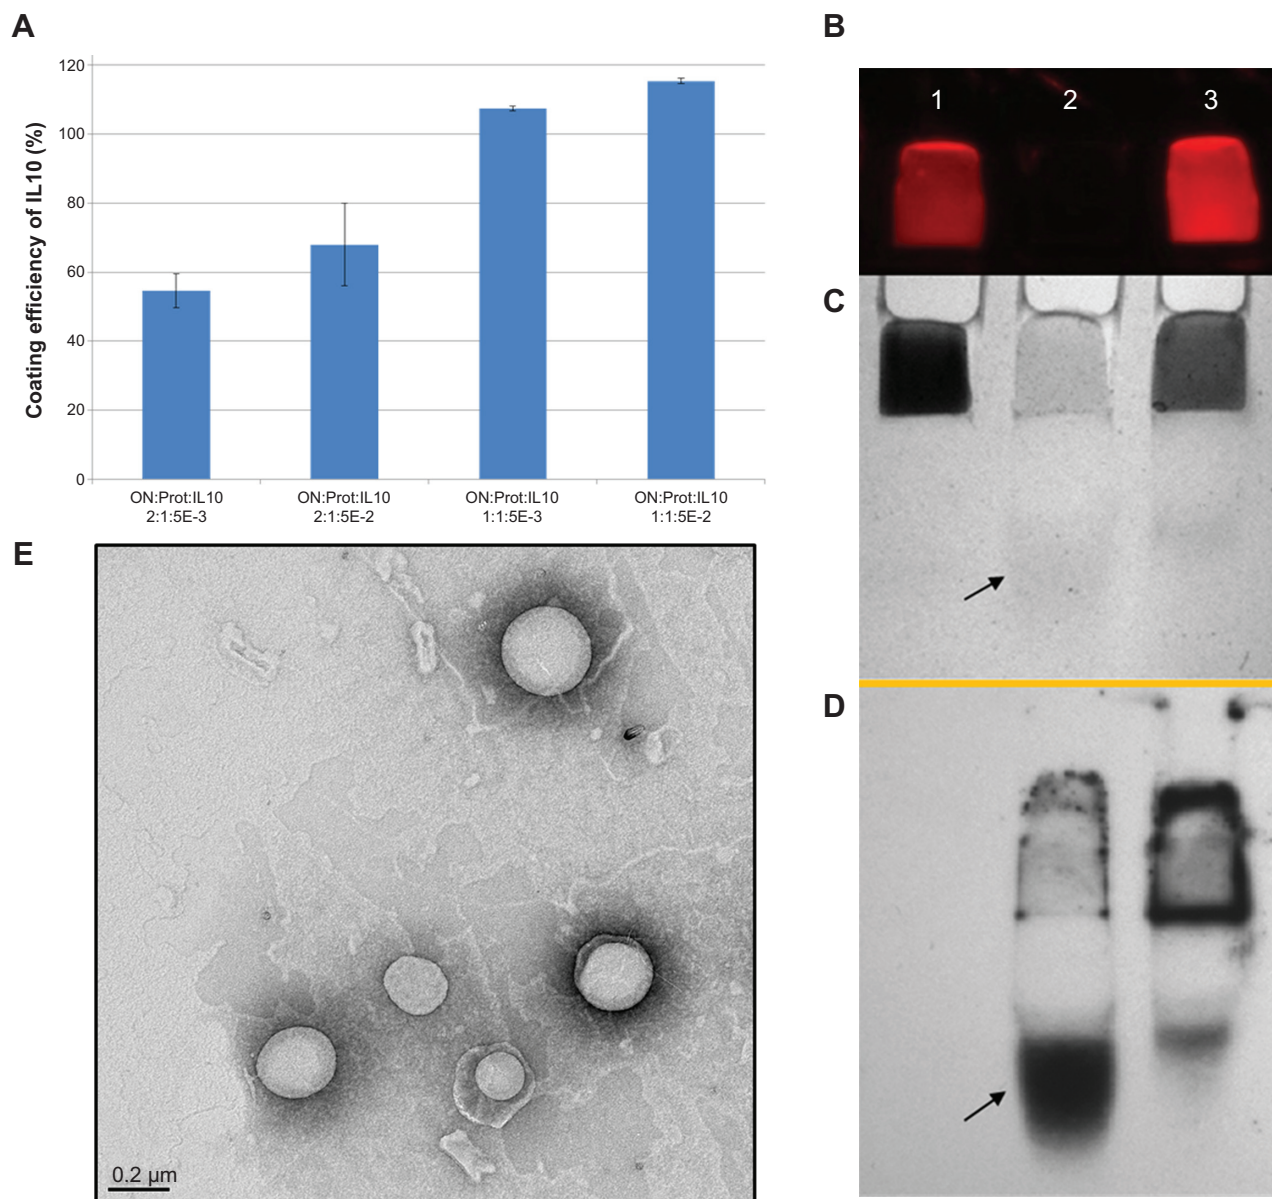 A
Coating efficiency of IL10 (%)
120
100
80
60
40
20
0
ON:Prot:IL10
2:1:5E-3
ON:Prot:IL10
2:1:5E-2
ON:Prot:IL10
1:1:5E-3
ON:Prot:IL10
1:1:5E-2
B
1 2 3
C
D
E
0.2 µm